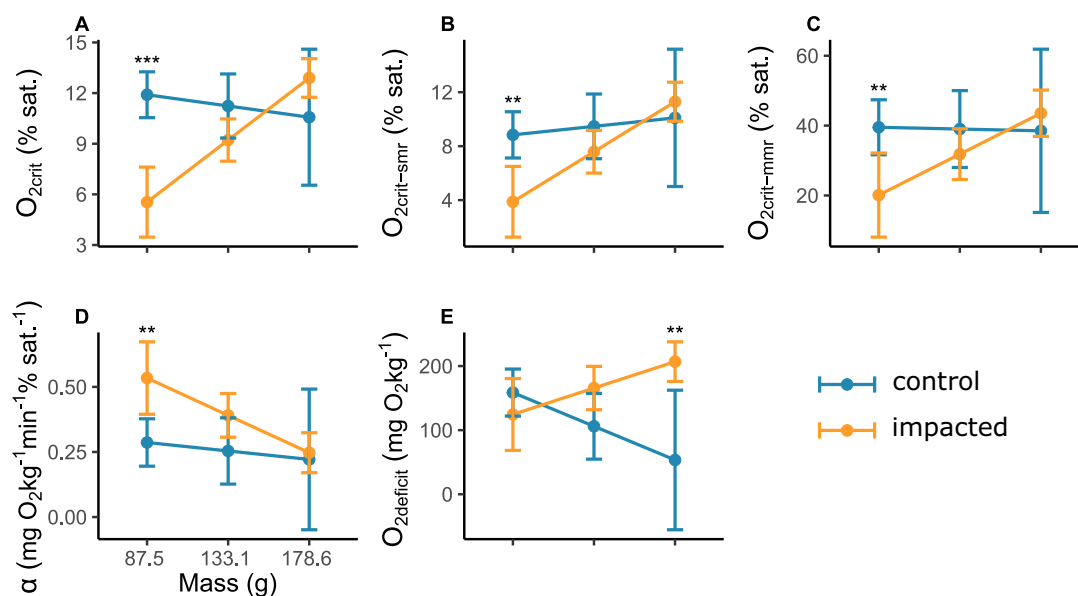 A
O2crit (% sat.)
15
12
9
6
3
***
B
O2crit−smr (% sat.)
12
8
4
**
C
O2crit−mmr (% sat.)
60
40
20
**
D
α (mg O2kg-1min-1% sat.-1)
0.50
0.25
0.00
**
87.5 133.1 178.6
Mass (g)
E
O2deficit (mg O2kg-1)
200
100
0
**
control
impacted